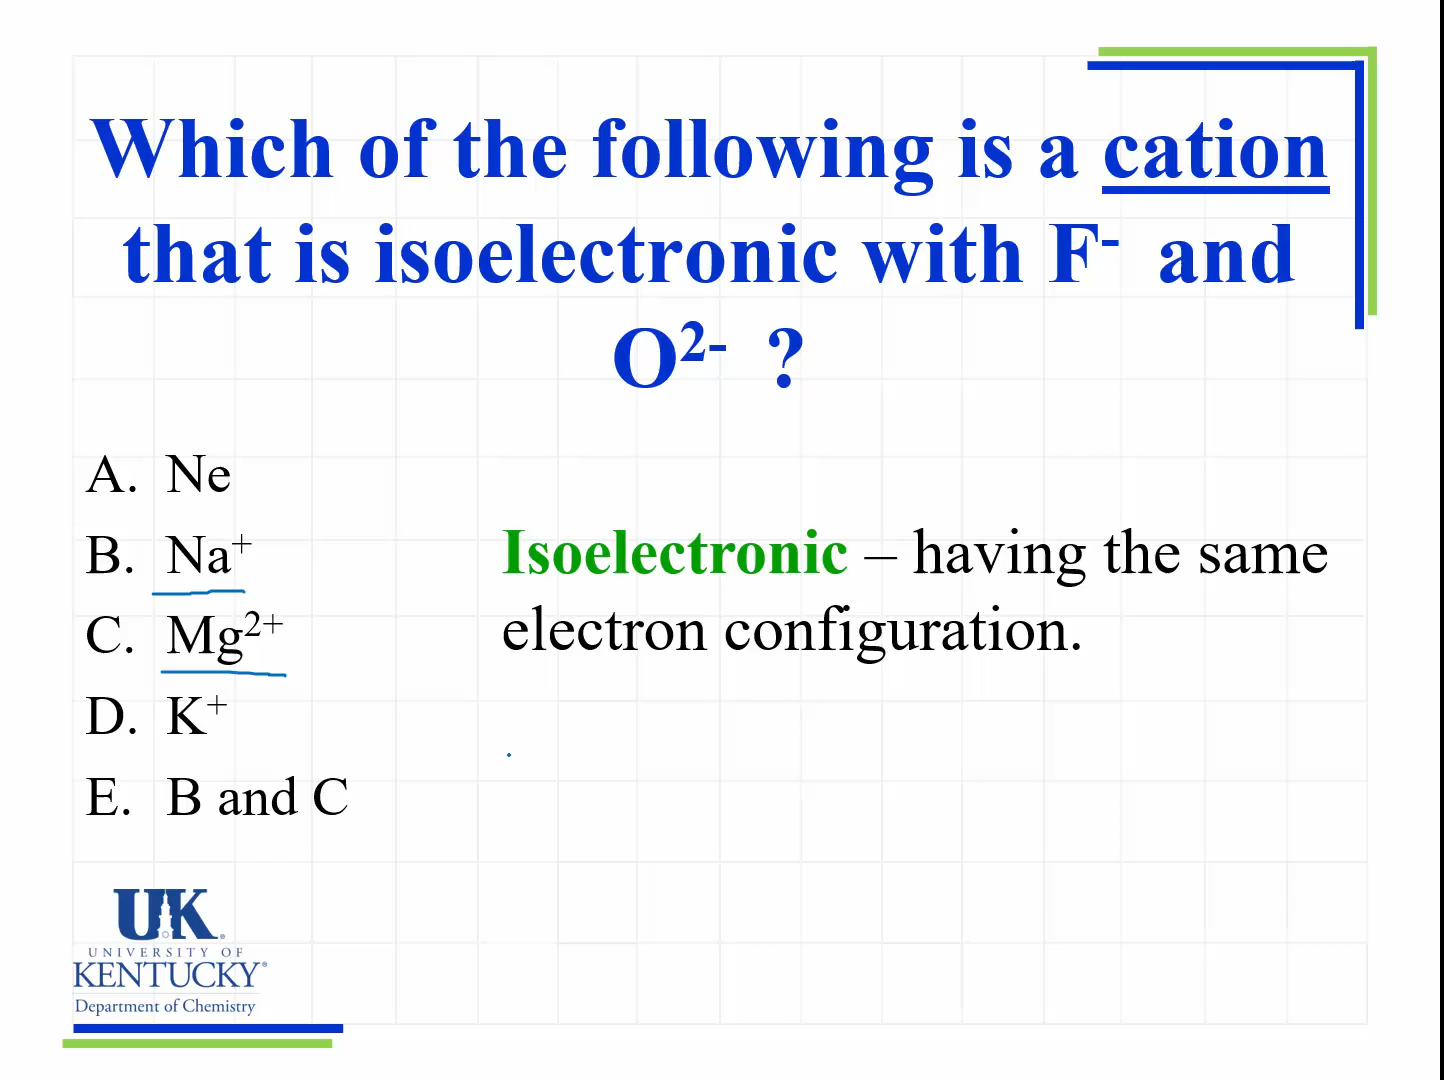 Which of the following is a cation
that is isoelectronic with F⁻ and
O²⁻ ?
A. Ne
B. Na⁺
C. Mg²⁺
D. K⁺
E. B and C
Isoelectronic – having the same
electron configuration.
UK
UNIVERSITY OF
KENTUCKY®
Department of Chemistry